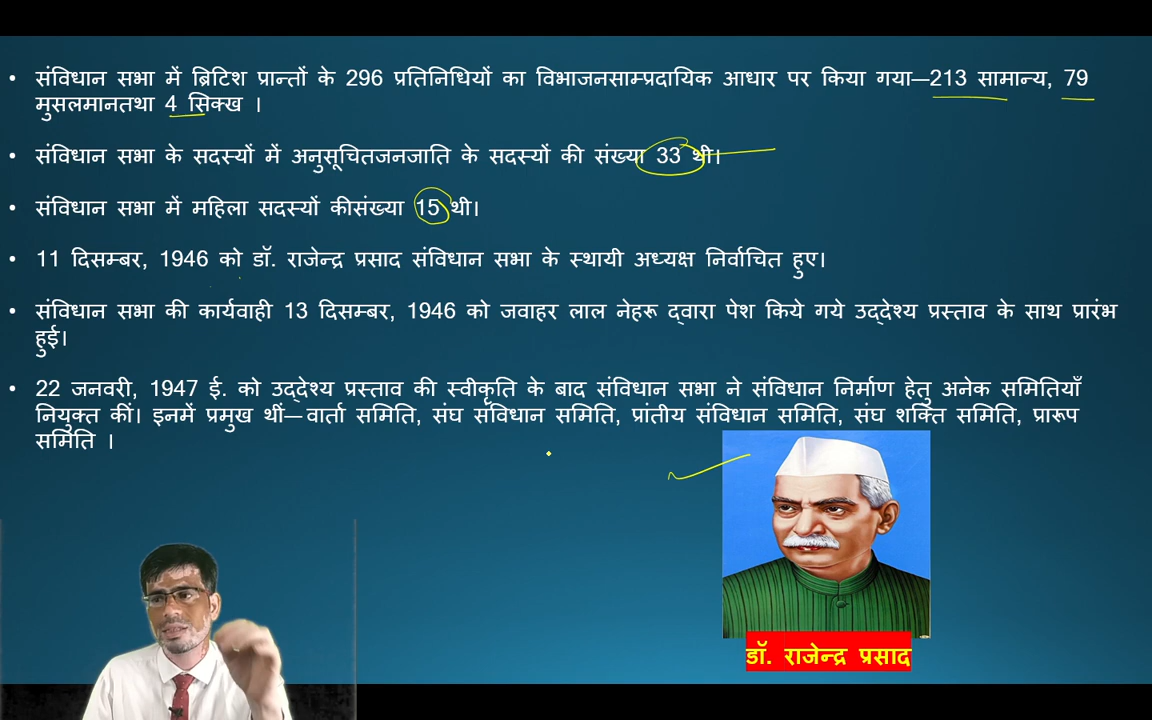 • संविधान सभा में ब्रिटिश प्रान्तों के 296 प्रतिनिधियों का विभाजनसाम्प्रदायिक आधार पर किया गया—213 सामान्य, 79
मुसलमानतथा 4 सिक्ख ।
• संविधान सभा के सदस्यों में अनुसूचितजनजाति के सदस्यों की संख्या 33 थी।
• संविधान सभा में महिला सदस्यों कीसंख्या 15 थी।
• 11 दिसम्बर, 1946 को डॉ. राजेन्द्र प्रसाद संविधान सभा के स्थायी अध्यक्ष निर्वाचित हुए।
• संविधान सभा की कार्यवाही 13 दिसम्बर, 1946 को जवाहर लाल नेहरू द्वारा पेश किये गये उद्देश्य प्रस्ताव के साथ प्रारंभ
हुई।
• 22 जनवरी, 1947 ई. को उद्देश्य प्रस्ताव की स्वीकृति के बाद संविधान सभा ने संविधान निर्माण हेतु अनेक समितियाँ
नियुक्त कीं। इनमें प्रमुख थीं—वार्ता समिति, संघ संविधान समिति, प्रांतीय संविधान समिति, संघ शक्ति समिति, प्रारूप
समिति ।
डॉ. राजेन्द्र प्रसाद